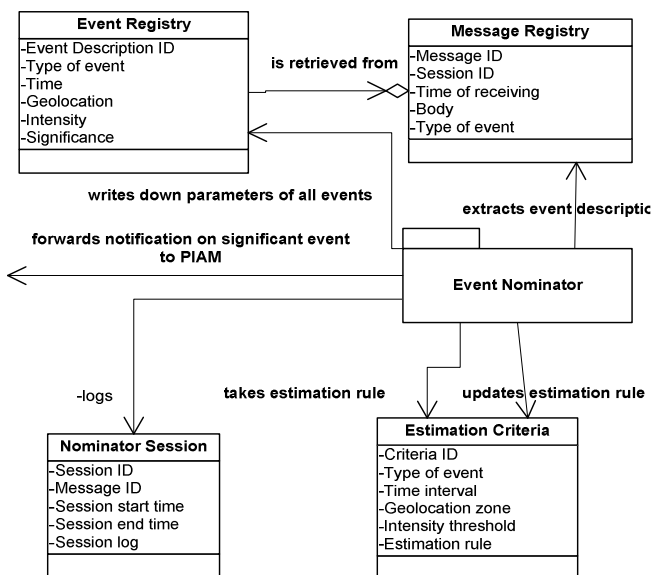 Event Registry
-Event Description ID
-Type of event
-Time
-Geolocation
-Intensity
-Significance
is retrieved from
Message Registry
-Message ID
-Session ID
-Time of receiving
-Body
-Type of event
writes down parameters of all events
extracts event descriptic
forwards notification on significant event
to PIAM
Event Nominator
-logs
takes estimation rule
updates estimation rule
Nominator Session
-Session ID
-Message ID
-Session start time
-Session end time
-Session log
Estimation Criteria
-Criteria ID
-Type of event
-Time interval
-Geolocation zone
-Intensity threshold
-Estimation rule